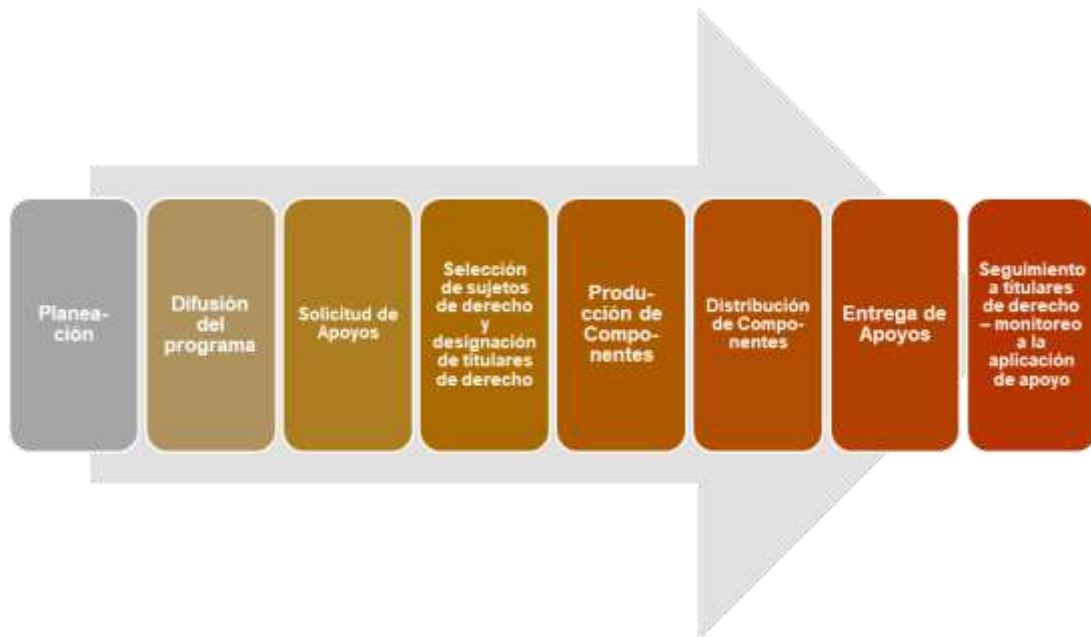 Planea-
ción
Difusión
del
programa
Solicitud de
Apoyos
Selección
de sujetos
de derecho
y
designación
de titulares
de derecho
Produ-
cción de
Compo-
nentes
Distribución
de Compo-
nentes
Entrega de
Apoyos
Seguimiento
a titulares
de derecho
– monitoreo
a la
aplicación
de apoyo